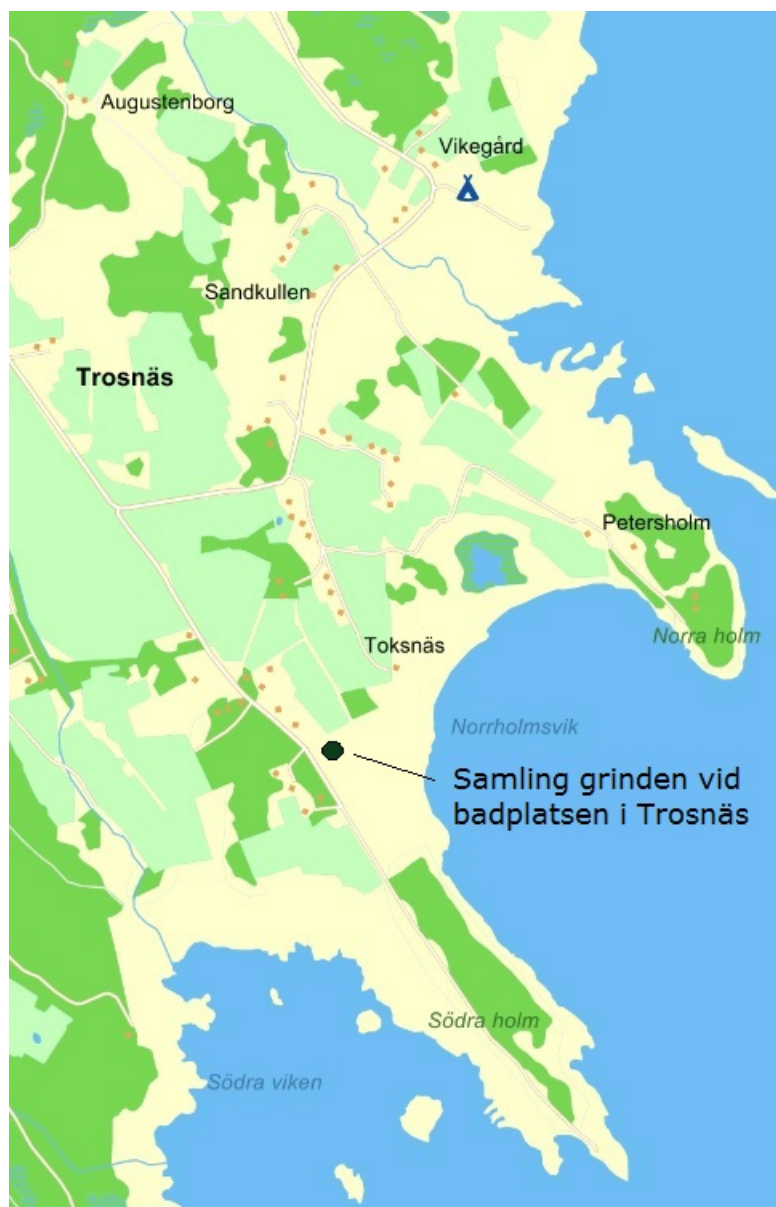 Augustenborg
Vikegård
Sandkullen
Trosnäs
Petersholm
Norra holm
Toksnäs
Norrholmsvik
Samling grinden vid
badplatsen i Trosnäs
Södra holm
Södra viken